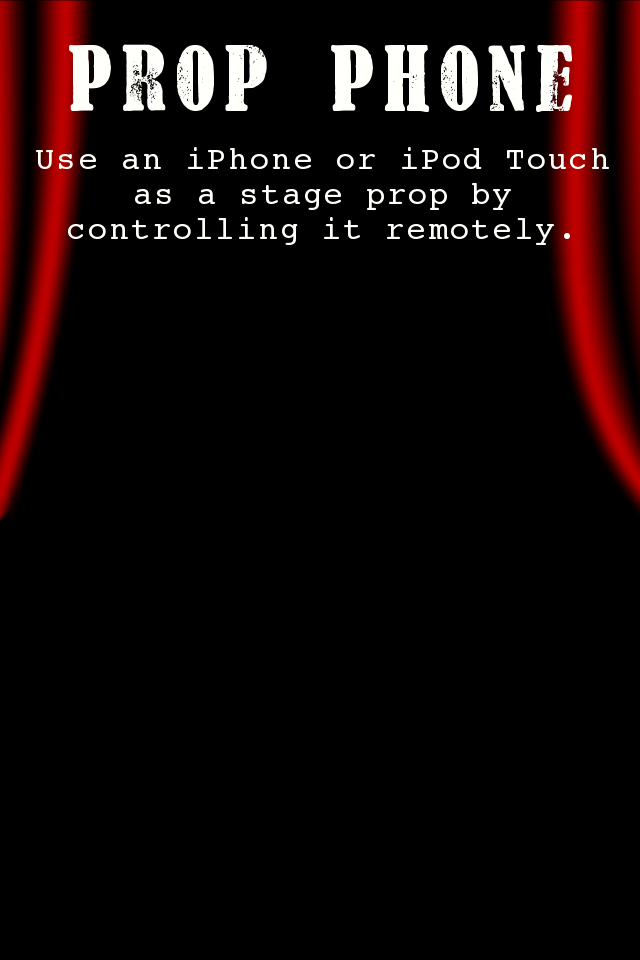 PROP PHONE
Use an iPhone or iPod Touch
as a stage prop by
controlling it remotely.